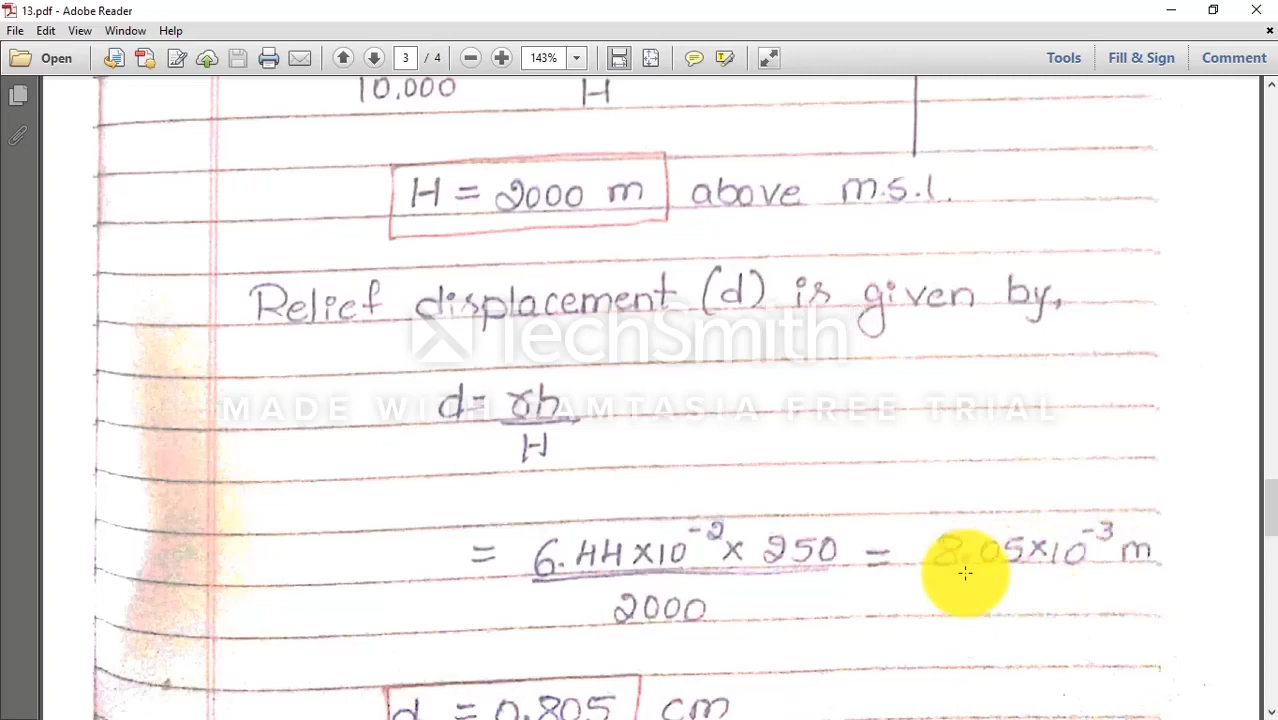 13.pdf - Adobe Reader
File Edit View Window Help
Open 3 / 4 143% Tools Fill & Sign Comment
10,000 H
H = 2000 m above m.s.l.
Relief displacement (d) is given by,
TechSmith
d = rh
MADE WITH CAMTASIA FREE TRIAL
H
= 6.44×10⁻² × 250 = 8.05×10⁻³ m
2000
d = 0.805 cm